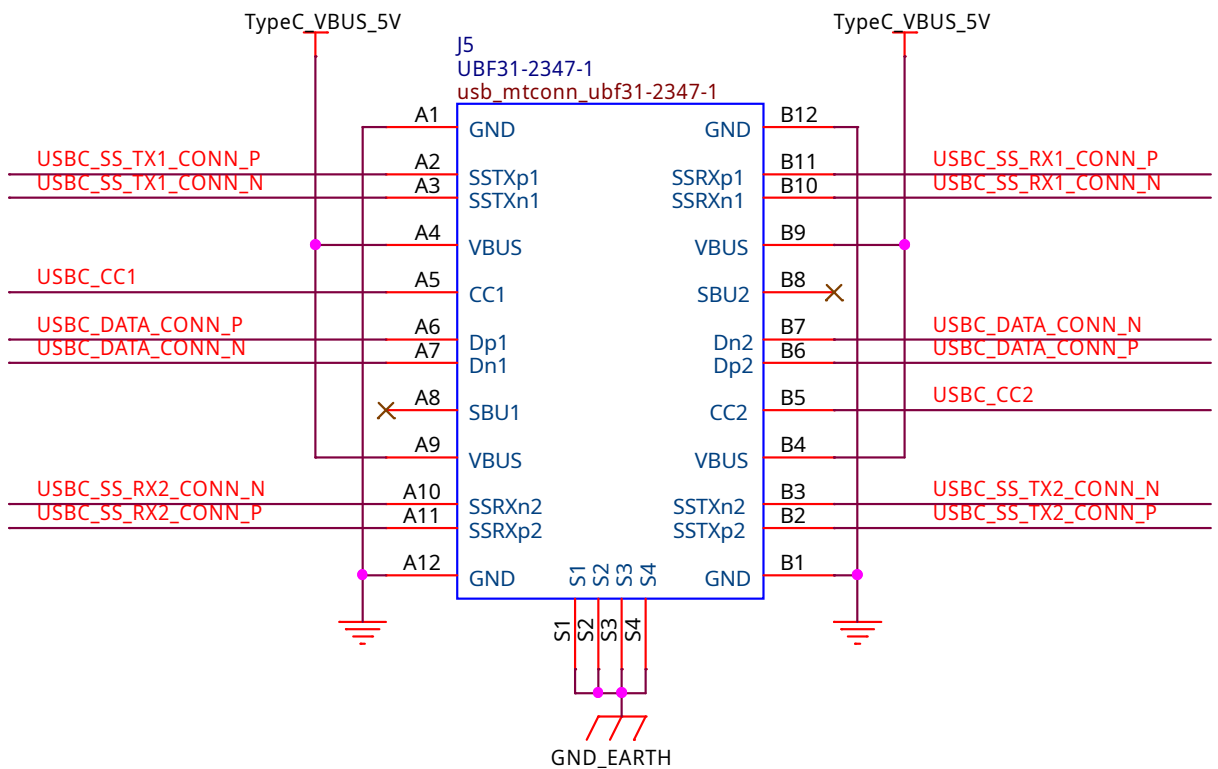 TypeC_VBUS_5V
TypeC_VBUS_5V
J5
UBF31-2347-1
usb_mtconn_ubf31-2347-1
A1
GND
GND
B12
USBC_SS_TX1_CONN_P
A2
SSTXp1
SSRXp1
B11
USBC_SS_RX1_CONN_P
USBC_SS_TX1_CONN_N
A3
SSTXn1
SSRXn1
B10
USBC_SS_RX1_CONN_N
A4
VBUS
VBUS
B9
USBC_CC1
A5
CC1
SBU2
B8
USBC_DATA_CONN_P
A6
Dp1
Dn2
B7
USBC_DATA_CONN_N
USBC_DATA_CONN_N
A7
Dn1
Dp2
B6
USBC_DATA_CONN_P
A8
SBU1
CC2
B5
USBC_CC2
A9
VBUS
VBUS
B4
USBC_SS_RX2_CONN_N
A10
SSRXn2
SSTXn2
B3
USBC_SS_TX2_CONN_N
USBC_SS_RX2_CONN_P
A11
SSRXp2
SSTXp2
B2
USBC_SS_TX2_CONN_P
A12
GND
GND
B1
S1
S2
S3
S4
S1
S2
S3
S4
GND_EARTH